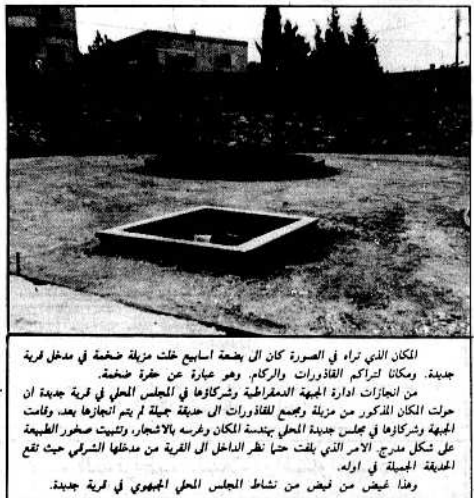 المكان الذي تراه في الصورة كان الى بضعة اسابيع خلت مزبلة ضخمة في مدخل قرية
جديدة. ومكانا لتراكم القاذورات والركام. وهو عبارة عن حفرة ضخمة.
من انجازات ادارة الجبهة الدمقراطية وشركاؤها في المجلس المحلي في قرية جديدة ان
حولت المكان المذكور من مزبلة ومجمع للقاذورات الى حديقة جميلة لم يتم انجازها بعد، وقامت
الجبهة وشركاؤها في مجلس جديدة المحلي بهندسة المكان وغرسه بالاشجار، وتثبيت صخور الطبيعة
على شكل مدرج. الامر الذي يلفت حتما نظر الداخل الى القرية من مدخلها الشرقي حيث تقع
الحديقة الجميلة في اوله.
وهذا غيض من فيض من نشاط المجلس المحلي الجبهوي في قرية جديدة.